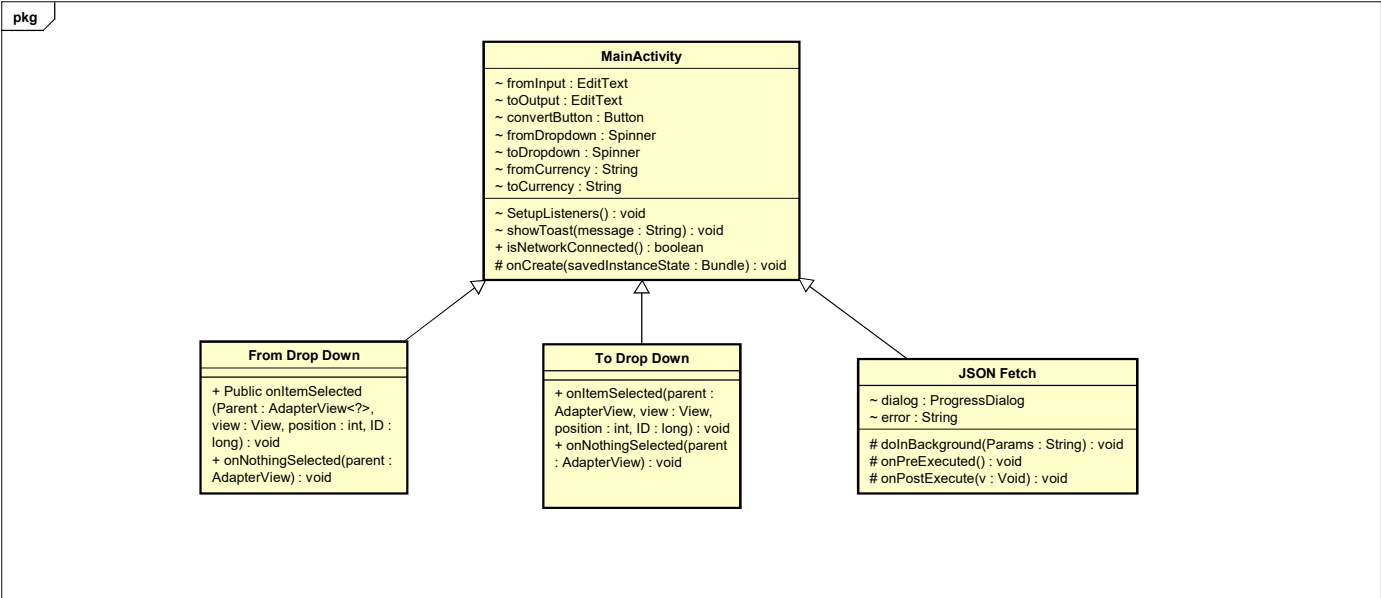 pkg
MainActivity
~ fromInput : EditText
~ toOutput : EditText
~ convertButton : Button
~ fromDropdown : Spinner
~ toDropdown : Spinner
~ fromCurrency : String
~ toCurrency : String
~ SetupListeners() : void
~ showToast(message : String) : void
+ isNetworkConnected() : boolean
# onCreate(savedInstanceState : Bundle) : void
From Drop Down
+ Public onItemSelected
(Parent : AdapterView<?>,
view : View, position : int, ID :
long) : void
+ onNothingSelected(parent :
AdapterView) : void
To Drop Down
+ onItemSelected(parent :
AdapterView, view : View,
position : int, ID : long) : void
+ onNothingSelected(parent
: AdapterView) : void
JSON Fetch
~ dialog : ProgressDialog
~ error : String
# doInBackground(Params : String) : void
# onPreExecuted() : void
# onPostExecute(v : Void) : void